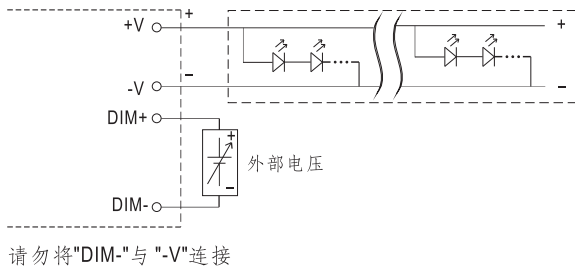 +V
+
+
-V
−
−
DIM+
+
外部电压
−
DIM-
请勿将"DIM-"与 "-V"连接